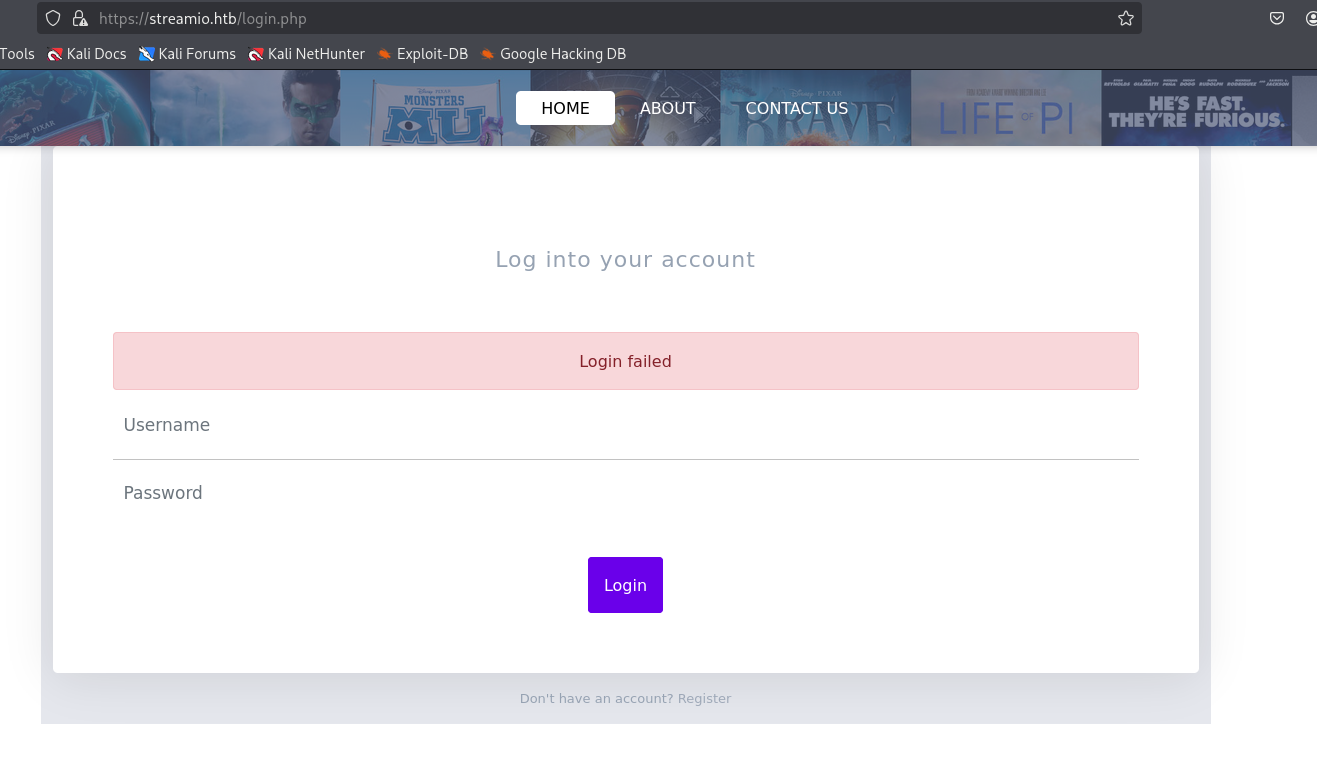 https://streamio.htb/login.php
Tools Kali Docs Kali Forums Kali NetHunter Exploit-DB Google Hacking DB
HOME ABOUT CONTACT US
DISNEY PIXAR
MONSTERS
MU
BRAVE
LIFE OF PI
HE'S FAST.
THEY'RE FURIOUS.
Log into your account
Login failed
Username
Password
Login
Don't have an account? Register